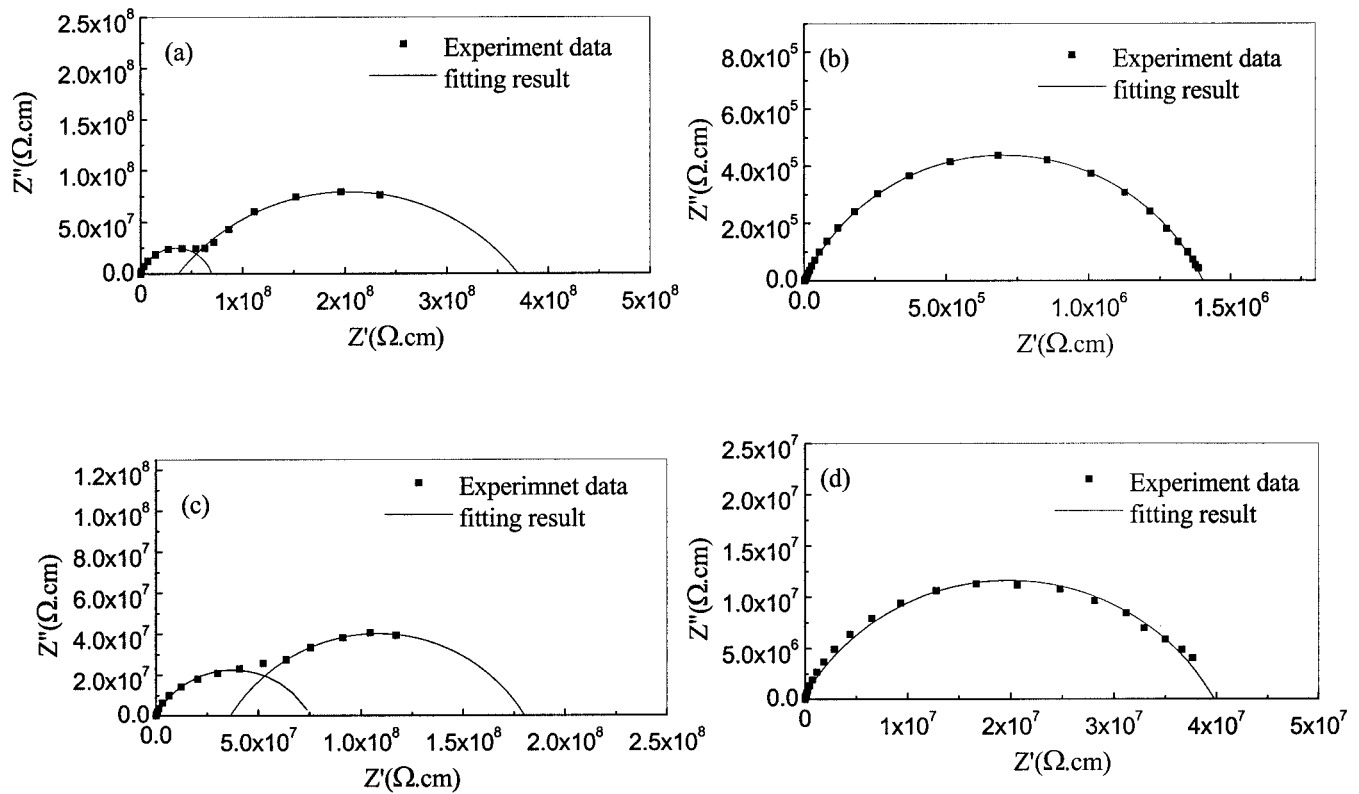 (a)
Experiment data
fitting result
2.5x10⁸
2.0x10⁸
1.5x10⁸
1.0x10⁸
5.0x10⁷
0.0
Z''(Ω.cm)
0 1x10⁸ 2x10⁸ 3x10⁸ 4x10⁸ 5x10⁸
Z'(Ω.cm)
(b)
Experiment data
fitting result
8.0x10⁵
6.0x10⁵
4.0x10⁵
2.0x10⁵
0.0
Z''(Ω.cm)
0.0 5.0x10⁵ 1.0x10⁶ 1.5x10⁶
Z'(Ω.cm)
(c)
Experimnet data
fitting result
1.2x10⁸
1.0x10⁸
8.0x10⁷
6.0x10⁷
4.0x10⁷
2.0x10⁷
0.0
Z''(Ω.cm)
0.0 5.0x10⁷ 1.0x10⁸ 1.5x10⁸ 2.0x10⁸ 2.5x10⁸
Z'(Ω.cm)
(d)
Experiment data
fitting result
2.5x10⁷
2.0x10⁷
1.5x10⁷
1.0x10⁷
5.0x10⁶
0.0
Z''(Ω.cm)
0 1x10⁷ 2x10⁷ 3x10⁷ 4x10⁷ 5x10⁷
Z'(Ω.cm)